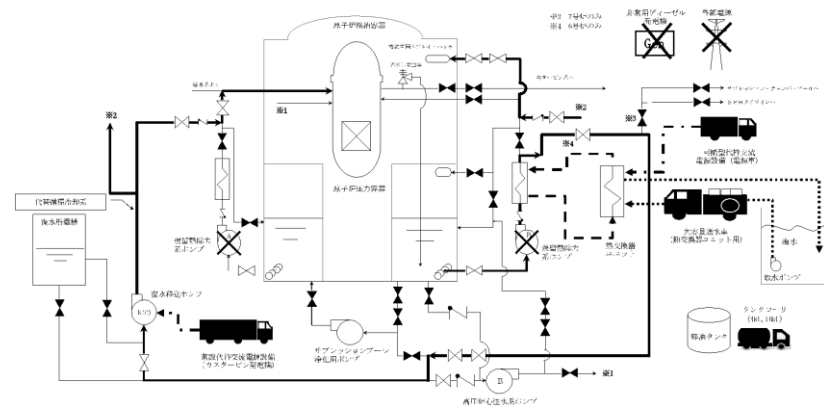 原子炉格納容器
※3 7号炉のみ
※4 6号炉のみ
非常用ディーゼル
発電機
Gen
外部電源
※1
※2
※2
※3
※4
原子炉圧力容器
代替循環冷却系
復水貯蔵槽
残留熱除去
系ポンプ
残留熱除去
系ポンプ
熱交換器
ユニット
可搬型代替交流
電源設備(電源車)
大容量送水車
(熱交換器ユニット用)
海水
取水ポンプ
復水移送ポンプ
常設代替交流電源設備
(ガスタービン発電機)
サプレッションプール
浄化用ポンプ
高圧炉心注水系ポンプ
B
※1
軽油タンク
タンクローリ